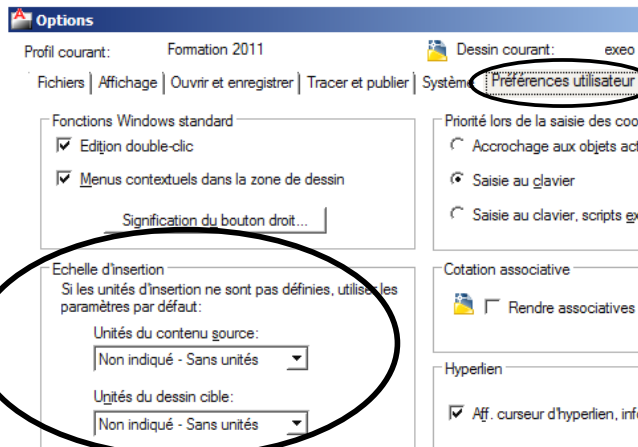 Options
Profil courant: Formation 2011 Dessin courant: exeo
Fichiers Affichage Ouvrir et enregistrer Tracer et publier Système Préférences utilisateur
Fonctions Windows standard
Edition double-clic
Menus contextuels dans la zone de dessin
Signification du bouton droit...
Priorité lors de la saisie des coo
Accrochage aux objets act
Saisie au clavier
Saisie au clavier, scripts ex
Echelle d'insertion
Si les unités d'insertion ne sont pas définies, utiliser les
paramètres par défaut:
Unités du contenu source:
Non indiqué - Sans unités
Unités du dessin cible:
Non indiqué - Sans unités
Cotation associative
Rendre associatives
Hyperlien
Aff. curseur d'hyperlien, info